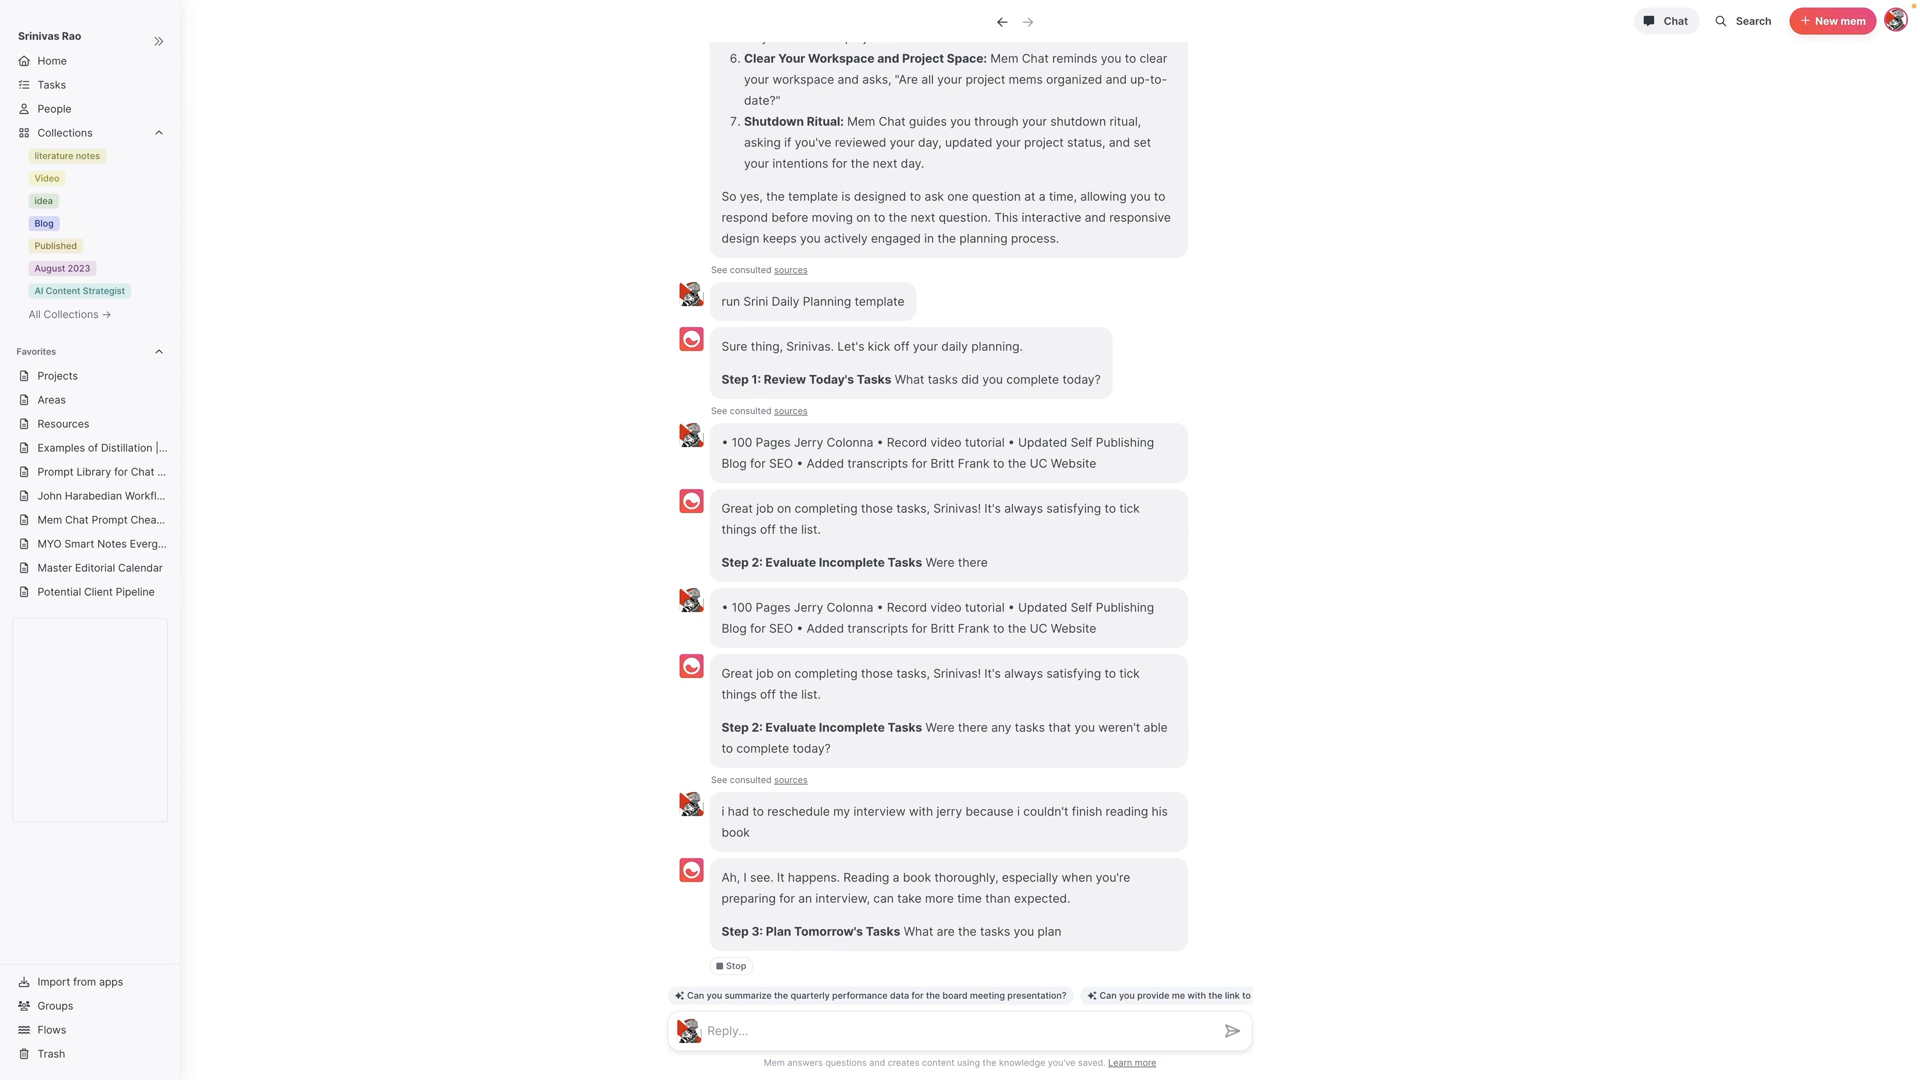 Srinivas Rao
Home
Tasks
People
Collections
literature notes
Video
idea
Blog
Published
August 2023
AI Content Strategist
All Collections →
Favorites
Projects
Areas
Resources
Examples of Distillation |...
Prompt Library for Chat ...
John Harabedian Workfl...
Mem Chat Prompt Chea...
MYO Smart Notes Everg...
Master Editorial Calendar
Potential Client Pipeline
Import from apps
Groups
Flows
Trash
Chat
Search
+ New mem
6. Clear Your Workspace and Project Space: Mem Chat reminds you to clear
your workspace and asks, "Are all your project mems organized and up-to-
date?"
7. Shutdown Ritual: Mem Chat guides you through your shutdown ritual,
asking if you've reviewed your day, updated your project status, and set
your intentions for the next day.
So yes, the template is designed to ask one question at a time, allowing you to
respond before moving on to the next question. This interactive and responsive
design keeps you actively engaged in the planning process.
See consulted sources
run Srini Daily Planning template
Sure thing, Srinivas. Let's kick off your daily planning.
Step 1: Review Today's Tasks What tasks did you complete today?
See consulted sources
• 100 Pages Jerry Colonna • Record video tutorial • Updated Self Publishing
Blog for SEO • Added transcripts for Britt Frank to the UC Website
Great job on completing those tasks, Srinivas! It's always satisfying to tick
things off the list.
Step 2: Evaluate Incomplete Tasks Were there
• 100 Pages Jerry Colonna • Record video tutorial • Updated Self Publishing
Blog for SEO • Added transcripts for Britt Frank to the UC Website
Great job on completing those tasks, Srinivas! It's always satisfying to tick
things off the list.
Step 2: Evaluate Incomplete Tasks Were there any tasks that you weren't able
to complete today?
See consulted sources
i had to reschedule my interview with jerry because i couldn't finish reading his
book
Ah, I see. It happens. Reading a book thoroughly, especially when you're
preparing for an interview, can take more time than expected.
Step 3: Plan Tomorrow's Tasks What are the tasks you plan
Stop
Can you summarize the quarterly performance data for the board meeting presentation?
Can you provide me with the link to
Reply...
Mem answers questions and creates content using the knowledge you've saved. Learn more